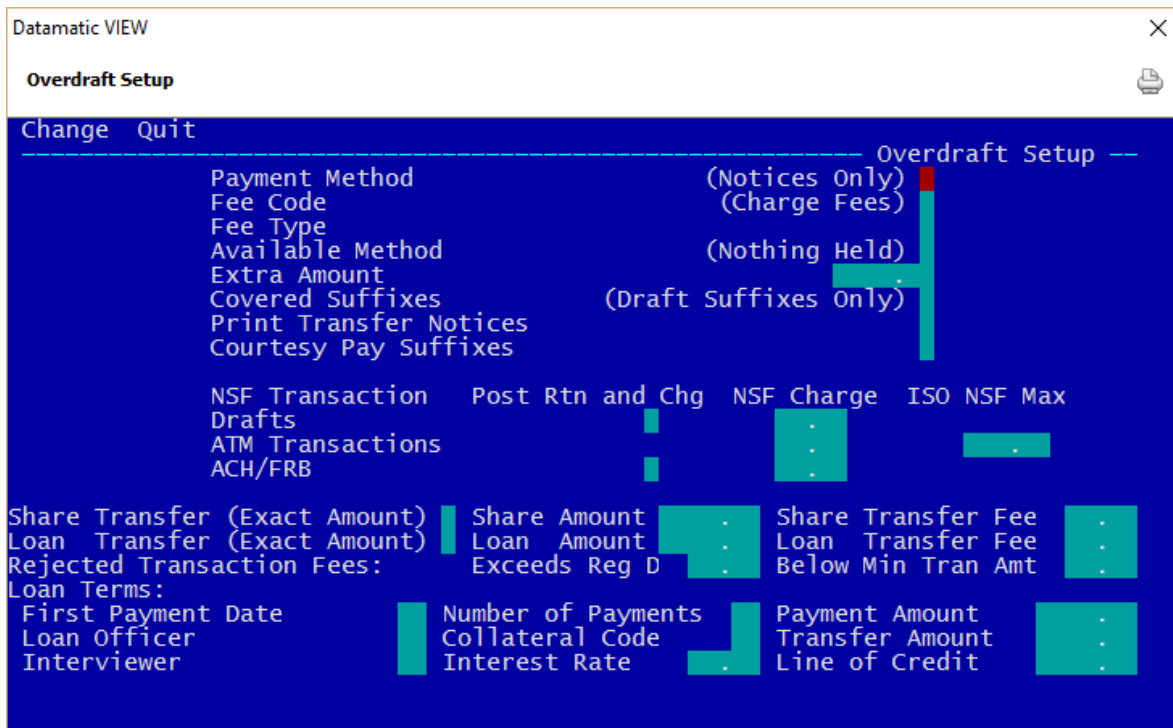 Datamatic VIEW
Overdraft Setup
Change Quit
Overdraft Setup
Payment Method (Notices Only)
Fee Code (Charge Fees)
Fee Type
Available Method (Nothing Held)
Extra Amount .
Covered Suffixes (Draft Suffixes Only)
Print Transfer Notices
Courtesy Pay Suffixes
NSF Transaction Post Rtn and Chg NSF Charge ISO NSF Max
Drafts .
ATM Transactions . .
ACH/FRB .
Share Transfer (Exact Amount) Share Amount . Share Transfer Fee .
Loan Transfer (Exact Amount) Loan Amount . Loan Transfer Fee .
Rejected Transaction Fees: Exceeds Reg D . Below Min Tran Amt .
Loan Terms:
First Payment Date Number of Payments Payment Amount .
Loan Officer Collateral Code Transfer Amount .
Interviewer Interest Rate . Line of Credit .